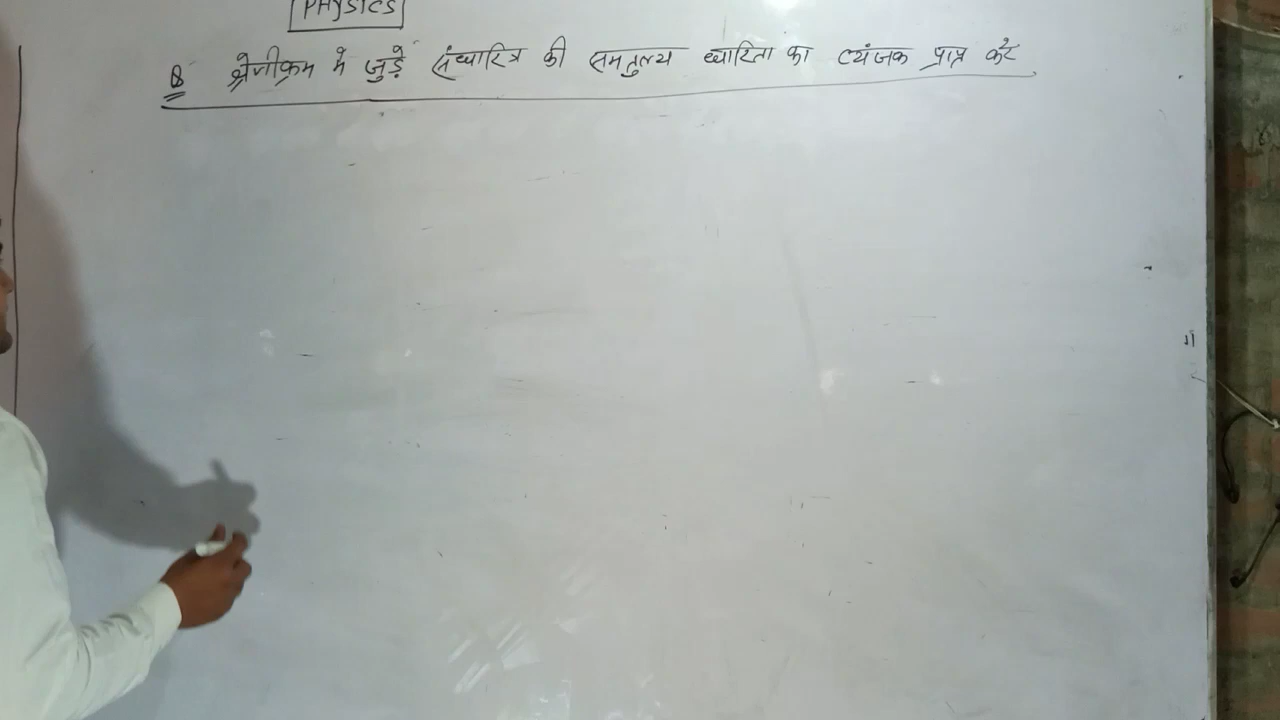 PHYSICS
Q श्रेणीक्रम में जुड़े संधारित्र की समतुल्य धारिता का व्यंजक प्राप्त करें